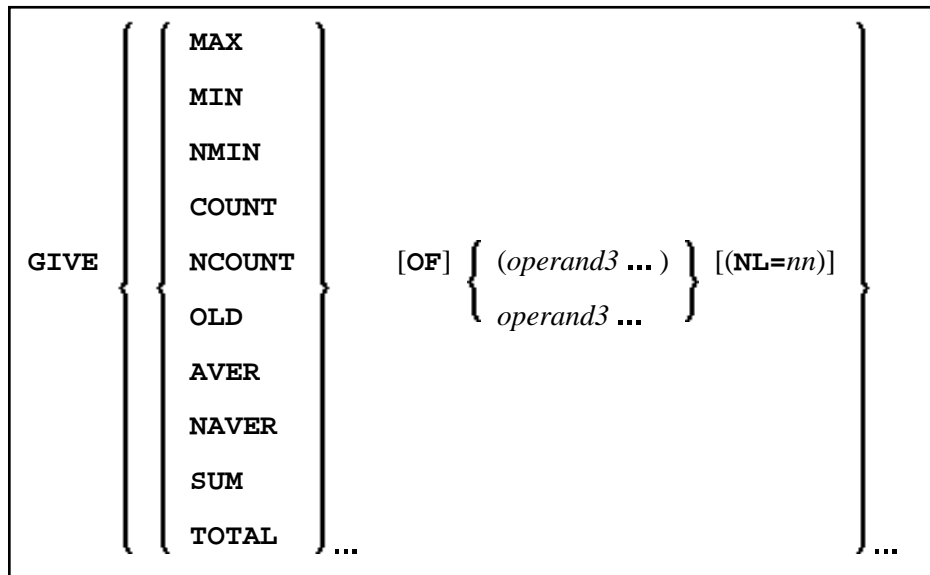 MAX
MIN
NMIN
COUNT
GIVE NCOUNT [OF] (operand3 ... ) [(NL=nn)]
OLD operand3 ...
AVER
NAVER
SUM
TOTAL ... ...